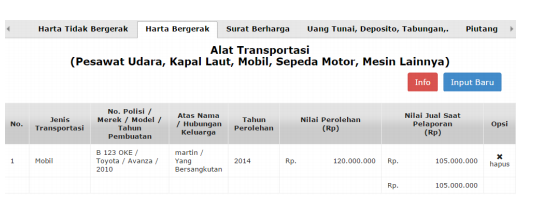 Harta Tidak Bergerak Harta Bergerak Surat Berharga Uang Tunai, Deposito, Tabungan,. Piutang
Alat Transportasi
(Pesawat Udara, Kapal Laut, Mobil, Sepeda Motor, Mesin Lainnya)
Info Input Baru
No.
Jenis
Transportasi
No. Polisi /
Merek / Model /
Tahun
Pembuatan
Atas Nama
/ Hubungan
Keluarga
Tahun
Perolehan
Nilai Perolehan
(Rp)
Nilai Jual Saat
Pelaporan
(Rp)
Opsi
1
Mobil
B 123 OKE /
Toyota / Avanza /
2010
martin /
Yang
Bersangkutan
2014
Rp. 120.000.000
Rp. 105.000.000
hapus
Rp. 105.000.000